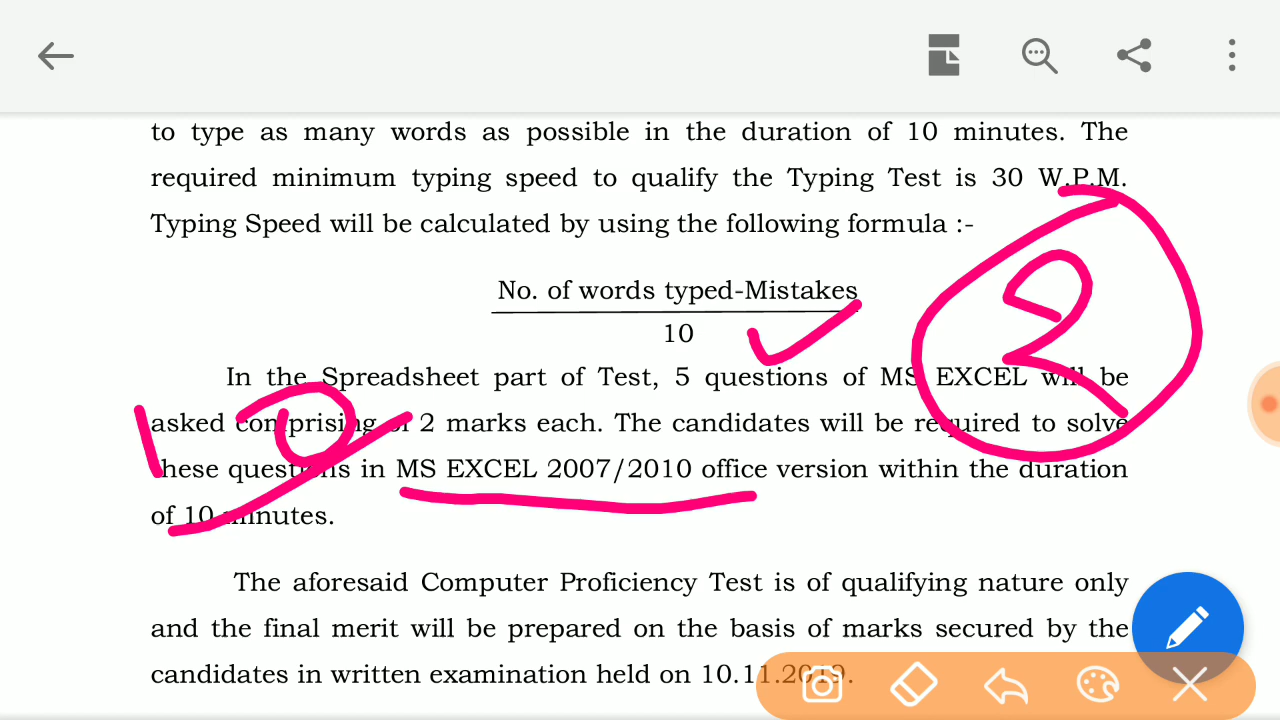 to type as many words as possible in the duration of 10 minutes. The
required minimum typing speed to qualify the Typing Test is 30 W.P.M.
Typing Speed will be calculated by using the following formula :-
No. of words typed-Mistakes
10
2
In the Spreadsheet part of Test, 5 questions of MS EXCEL will be
asked comprising of 2 marks each. The candidates will be required to solve
10
these questions in MS EXCEL 2007/2010 office version within the duration
of 10 minutes.
The aforesaid Computer Proficiency Test is of qualifying nature only
and the final merit will be prepared on the basis of marks secured by the
candidates in written examination held on 10.11.2019.